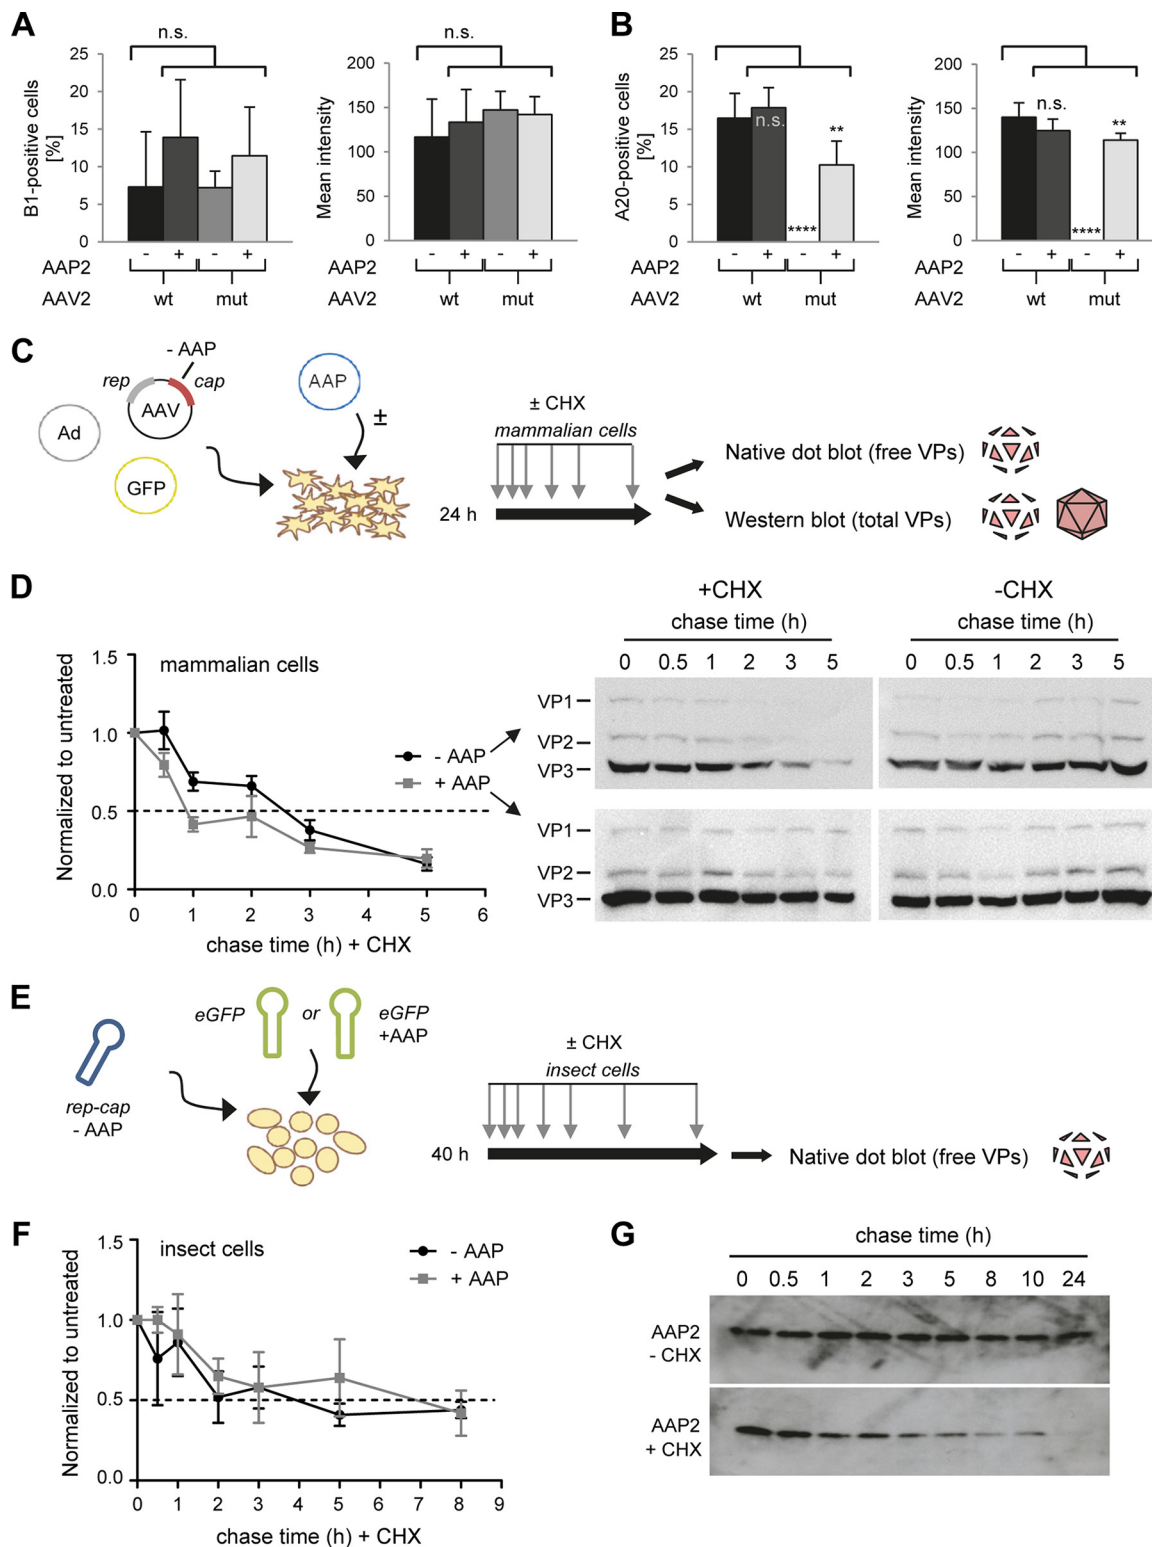 A
n.s.
B1-positive cells
[%]
25
20
15
10
5
0
- + - +
AAP2
AAV2
wt mut
n.s.
Mean intensity
200
150
100
50
0
- + - +
wt mut
B
A20-positive cells
[%]
25
20
15
10
5
0
n.s.
****
**
- + - +
AAP2
AAV2
wt mut
Mean intensity
200
150
100
50
0
n.s.
****
**
- + - +
wt mut
C
- AAP
rep cap
AAV
Ad
GFP
AAP
±
± CHX
mammalian cells
24 h
Native dot blot (free VPs)
Western blot (total VPs)
D
mammalian cells
Normalized to untreated
1.5
1.0
0.5
0.0
0 1 2 3 4 5 6
chase time (h) + CHX
- AAP
+ AAP
+CHX
chase time (h)
0 0.5 1 2 3 5
-CHX
chase time (h)
0 0.5 1 2 3 5
VP1
VP2
VP3
VP1
VP2
VP3
E
eGFP or eGFP
+AAP
rep-cap
- AAP
± CHX
insect cells
40 h
Native dot blot (free VPs)
F
insect cells
Normalized to untreated
1.5
1.0
0.5
0.0
0 1 2 3 4 5 6 7 8 9
chase time (h) + CHX
- AAP
+ AAP
G
chase time (h)
0 0.5 1 2 3 5 8 10 24
AAP2
- CHX
AAP2
+ CHX